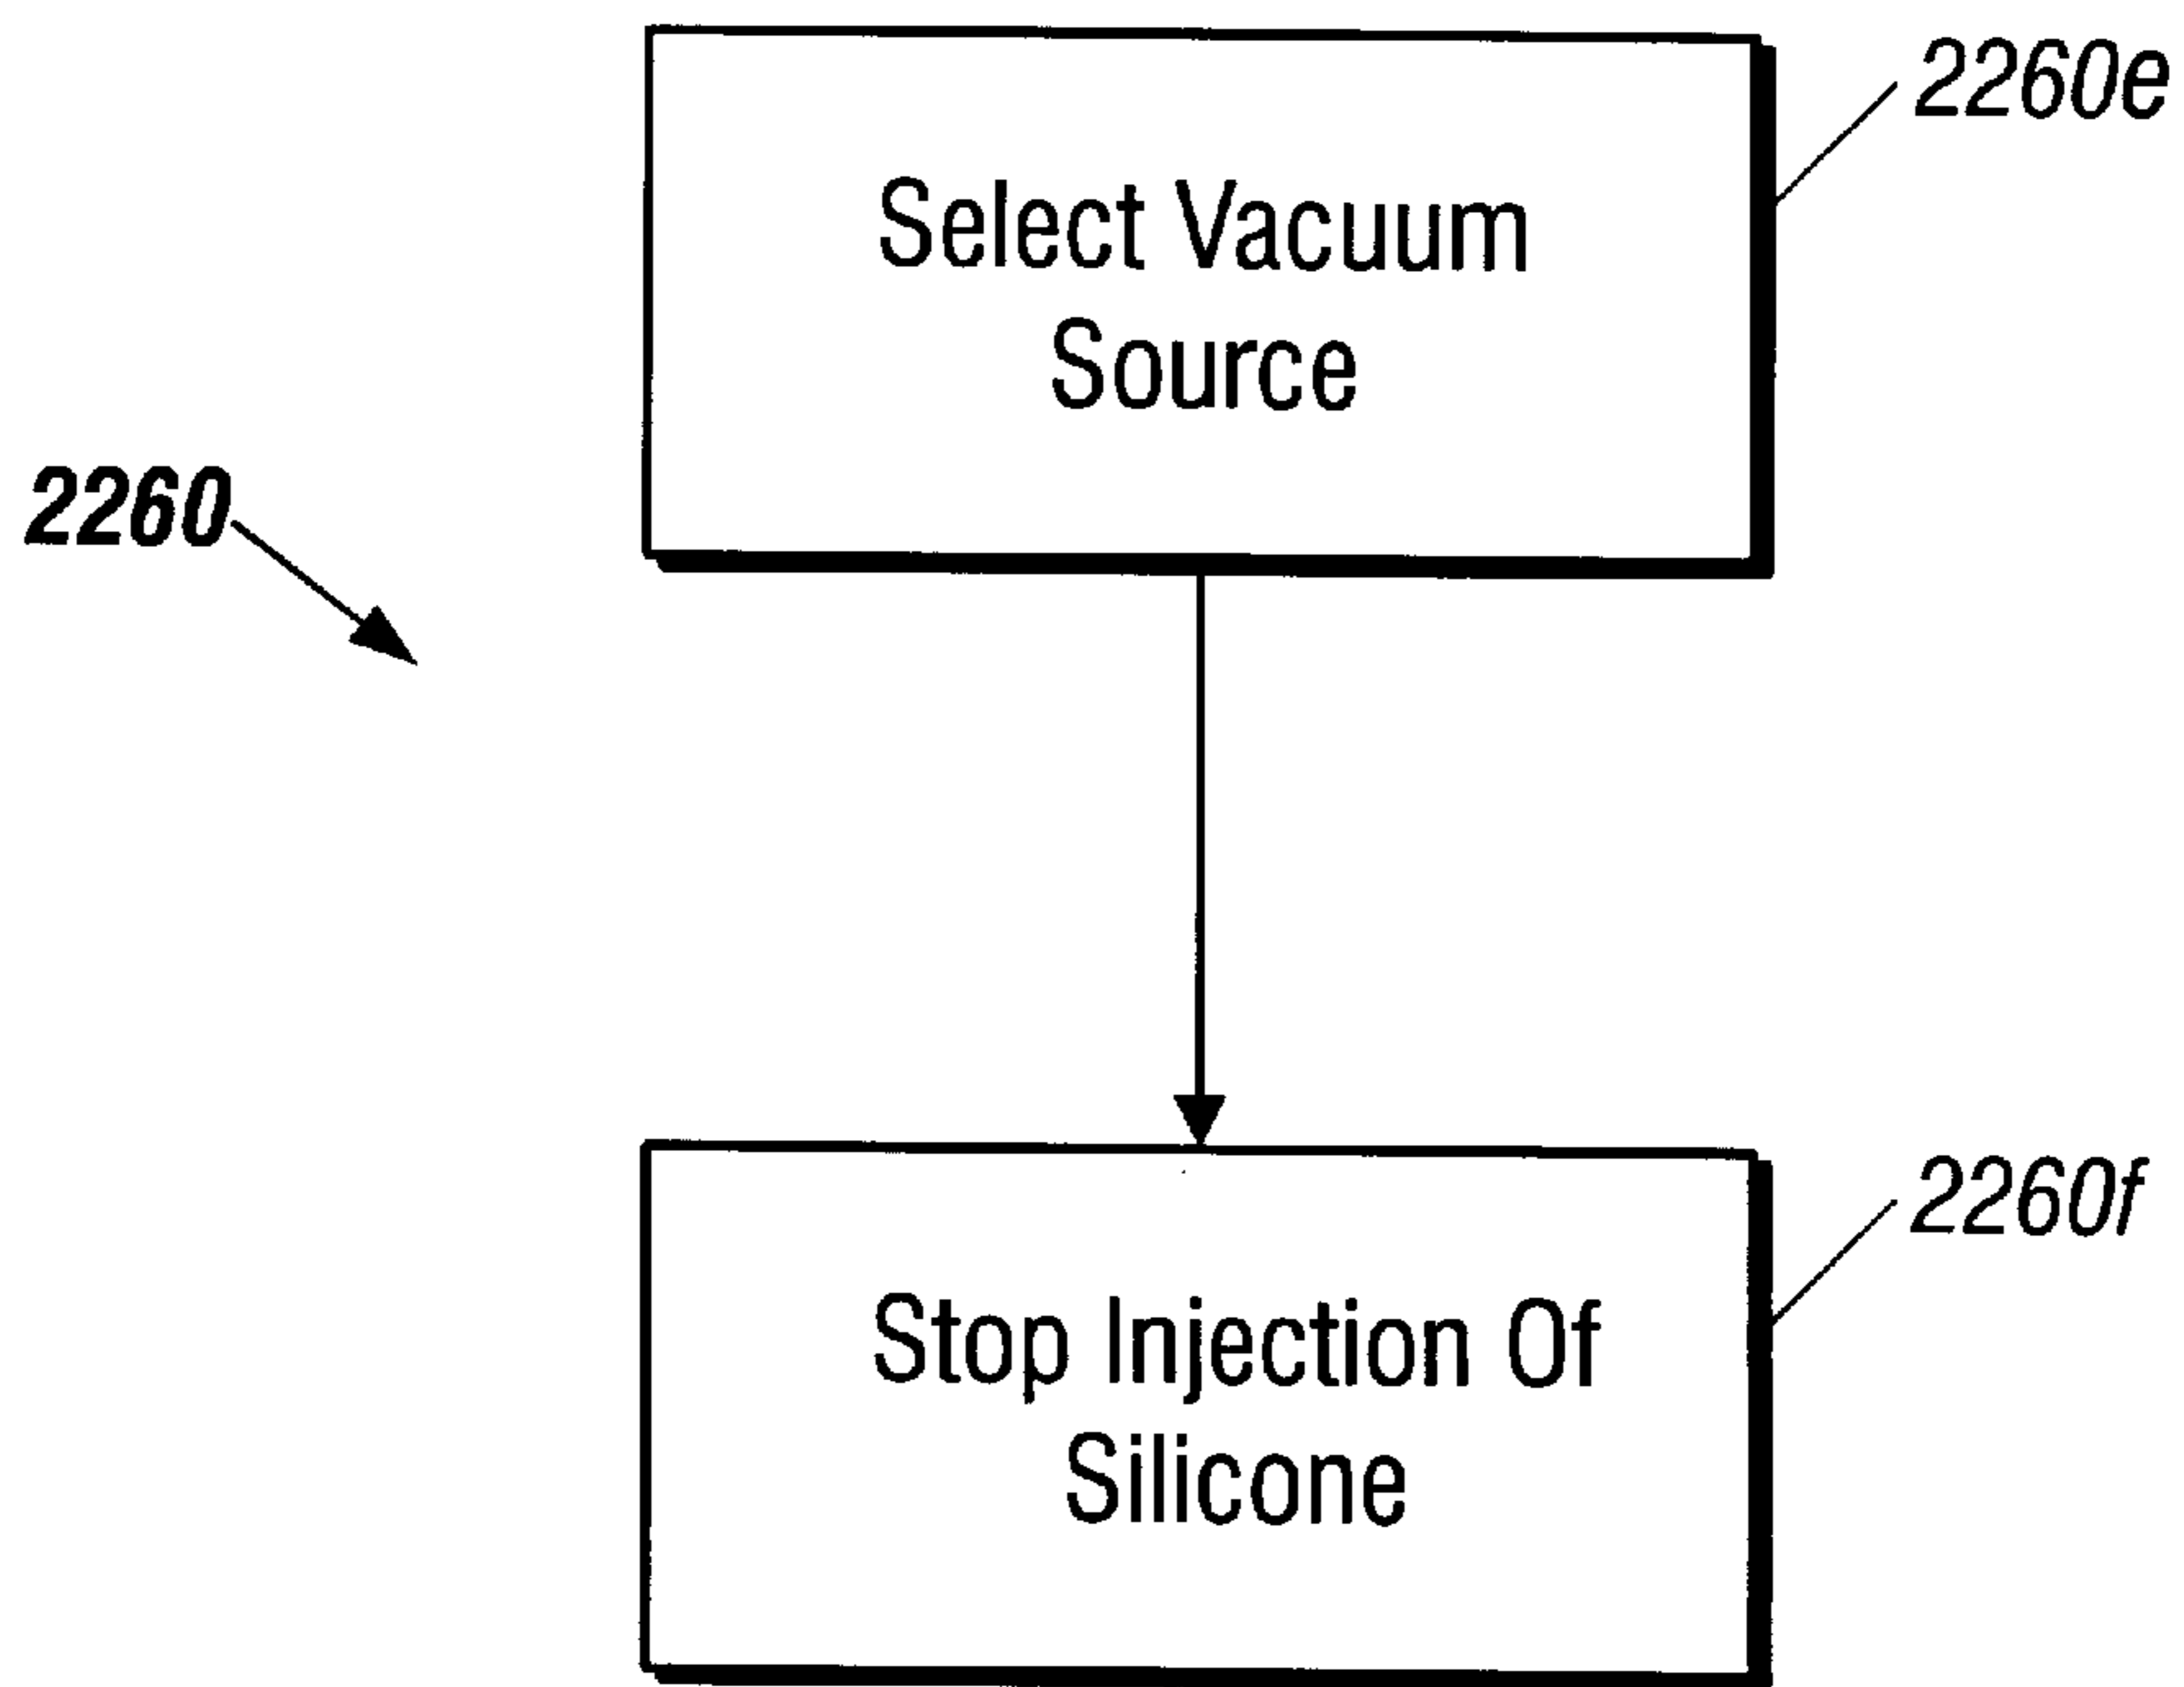 2260e
Select Vacuum
Source
2260
2260f
Stop Injection Of
Silicone